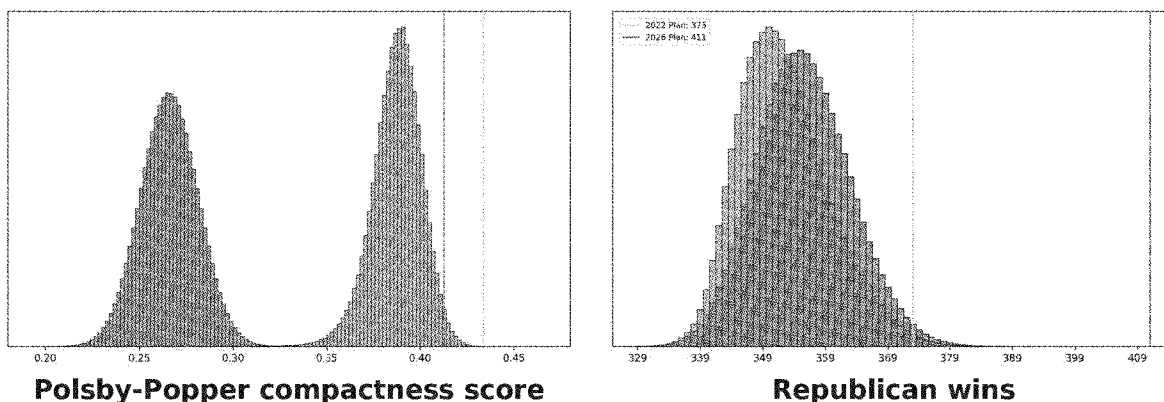 2022 Plan: 373
2026 Plan: 411
0.20 0.25 0.30 0.35 0.40 0.45
329 339 349 359 369 379 389 399 409
Polsby-Popper compactness score
Republican wins